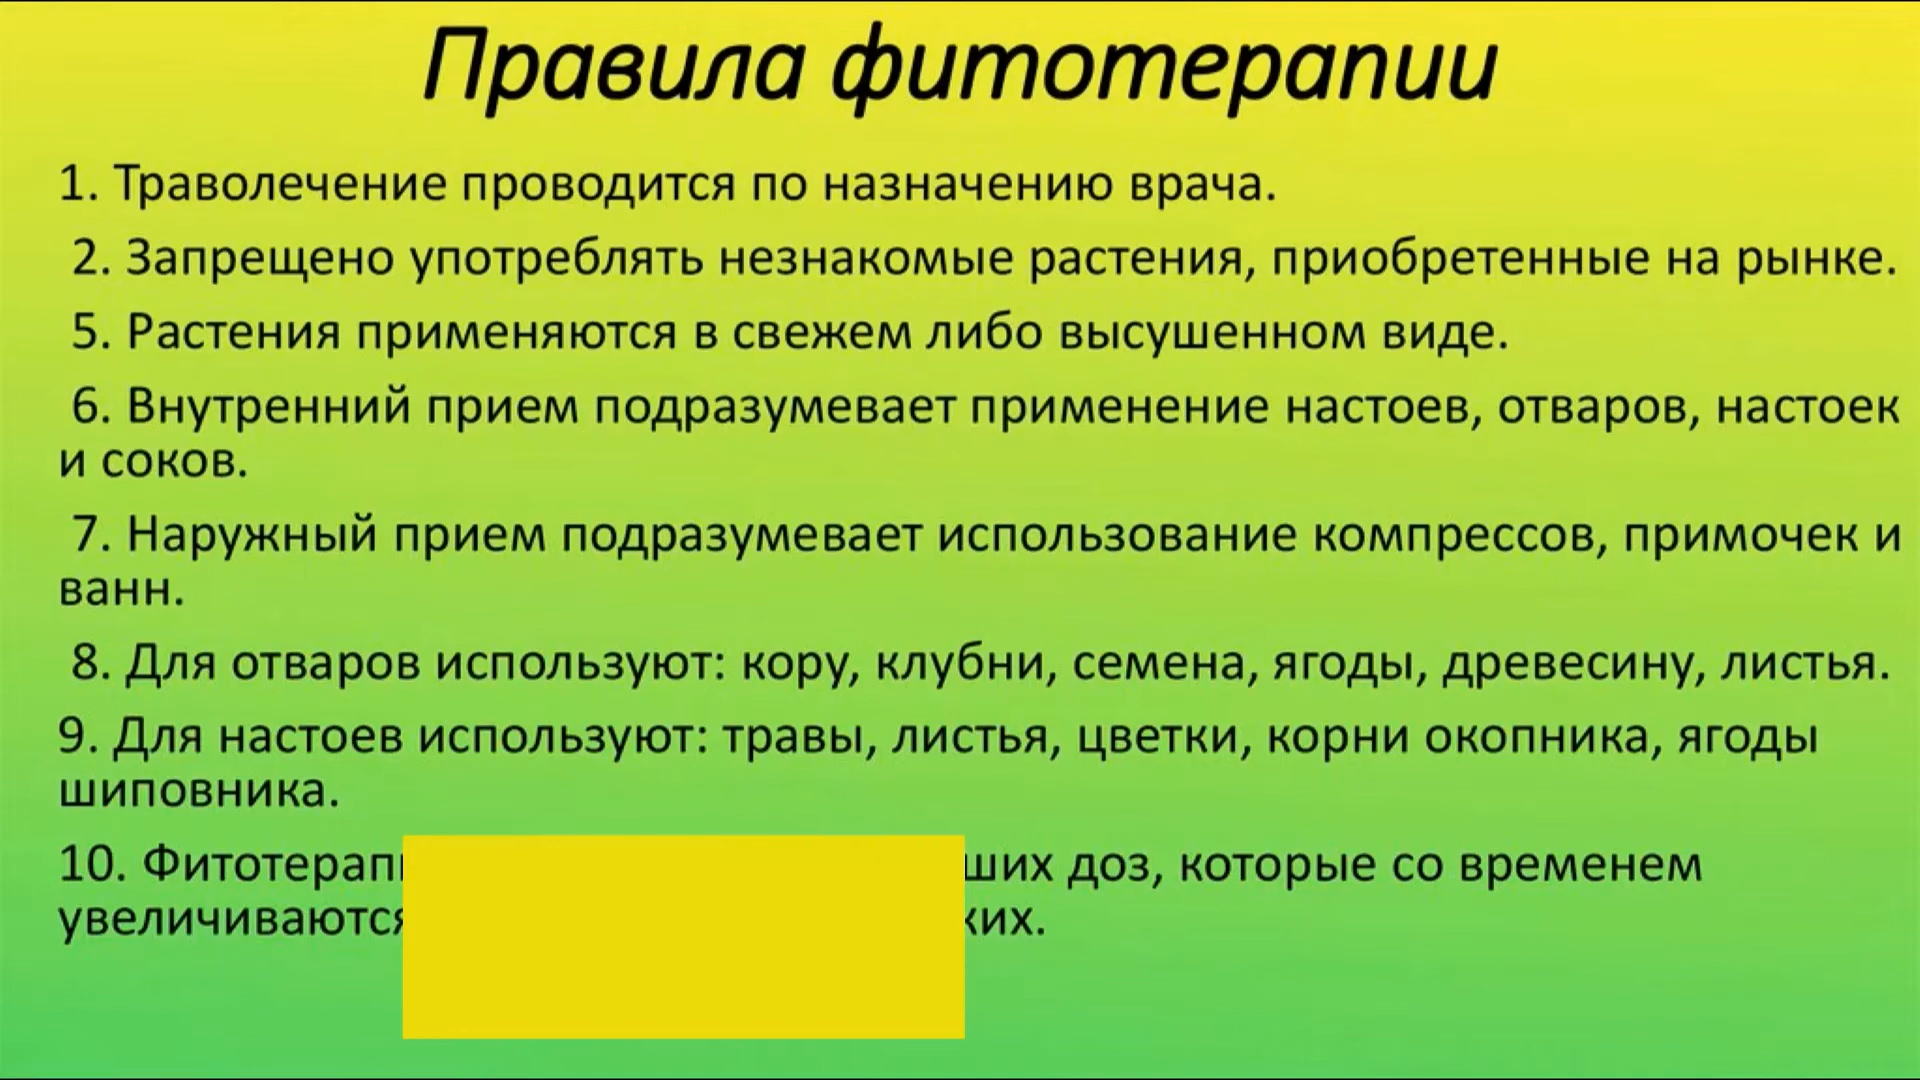 Правила фитотерапии
1. Траволечение проводится по назначению врача.
2. Запрещено употреблять незнакомые растения, приобретенные на рынке.
5. Растения применяются в свежем либо высушенном виде.
6. Внутренний прием подразумевает применение настоев, отваров, настоек
и соков.
7. Наружный прием подразумевает использование компрессов, примочек и
ванн.
8. Для отваров используют: кору, клубни, семена, ягоды, древесину, листья.
9. Для настоев используют: травы, листья, цветки, корни окопника, ягоды
шиповника.
10. доз, которые со временем
увеличиваются